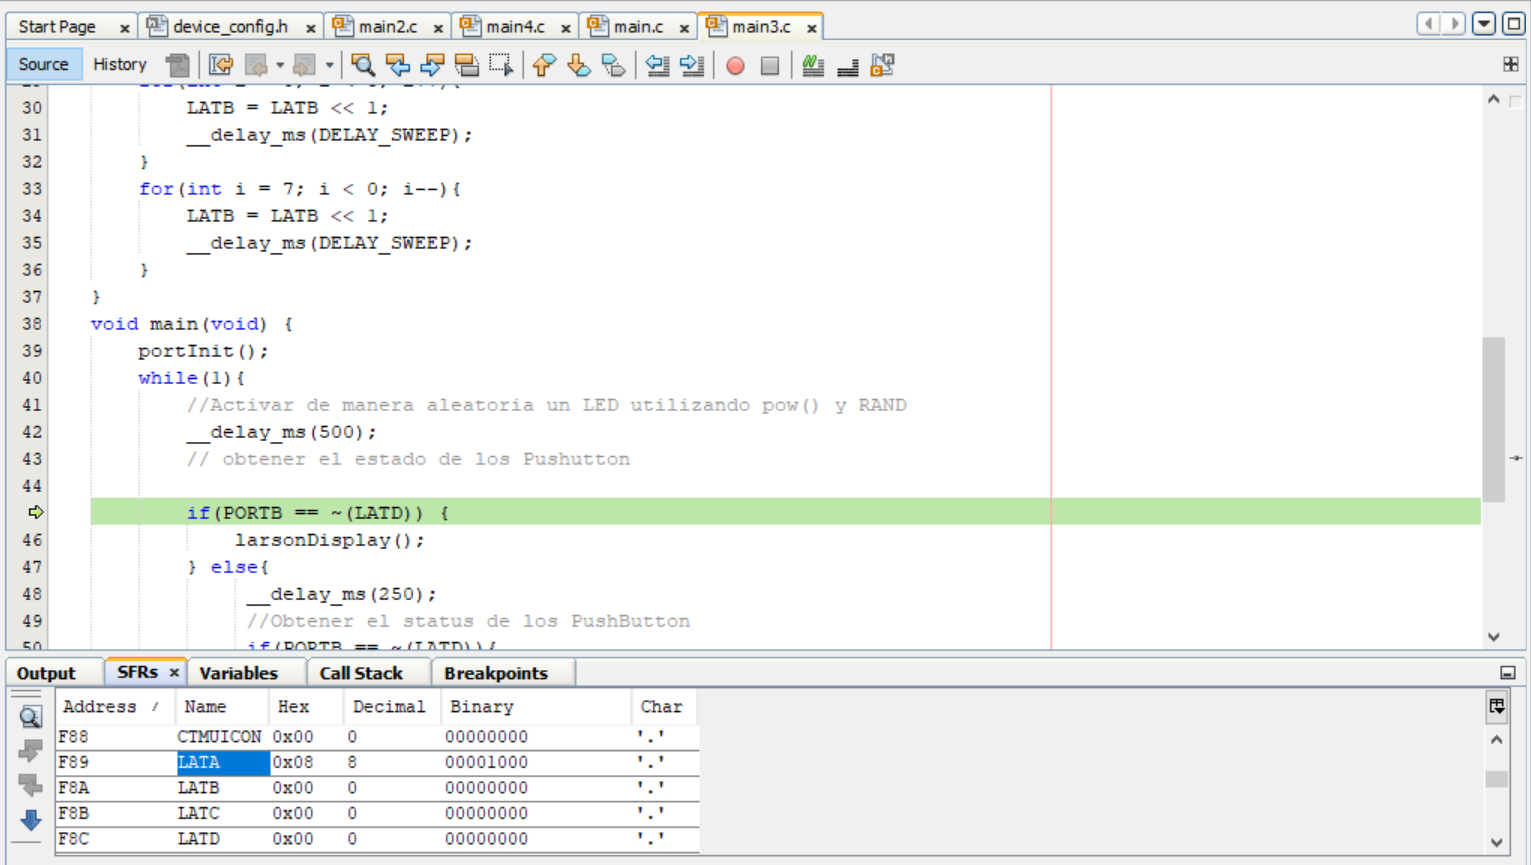 Start Page x device_config.h x main2.c x main4.c x main.c x main3.c x
Source History
30 LATB = LATB << 1;
31 __delay_ms(DELAY_SWEEP);
32 }
33 for(int i = 7; i < 0; i--){
34 LATB = LATB << 1;
35 __delay_ms(DELAY_SWEEP);
36 }
37 }
38 void main(void) {
39 portInit();
40 while(1){
41 //Activar de manera aleatoria un LED utilizando pow() y RAND
42 __delay_ms(500);
43 // obtener el estado de los Pushutton
44
if(PORTB == ~(LATD)) {
46 larsonDisplay();
47 } else{
48 __delay_ms(250);
49 //Obtener el status de los PushButton
50 if(PORTB == ~(LATD)){
Output SFRs x Variables Call Stack Breakpoints
Address / Name Hex Decimal Binary Char
F88 CTMUICON 0x00 0 00000000 '.'
F89 LATA 0x08 8 00001000 '.'
F8A LATB 0x00 0 00000000 '.'
F8B LATC 0x00 0 00000000 '.'
F8C LATD 0x00 0 00000000 '.'